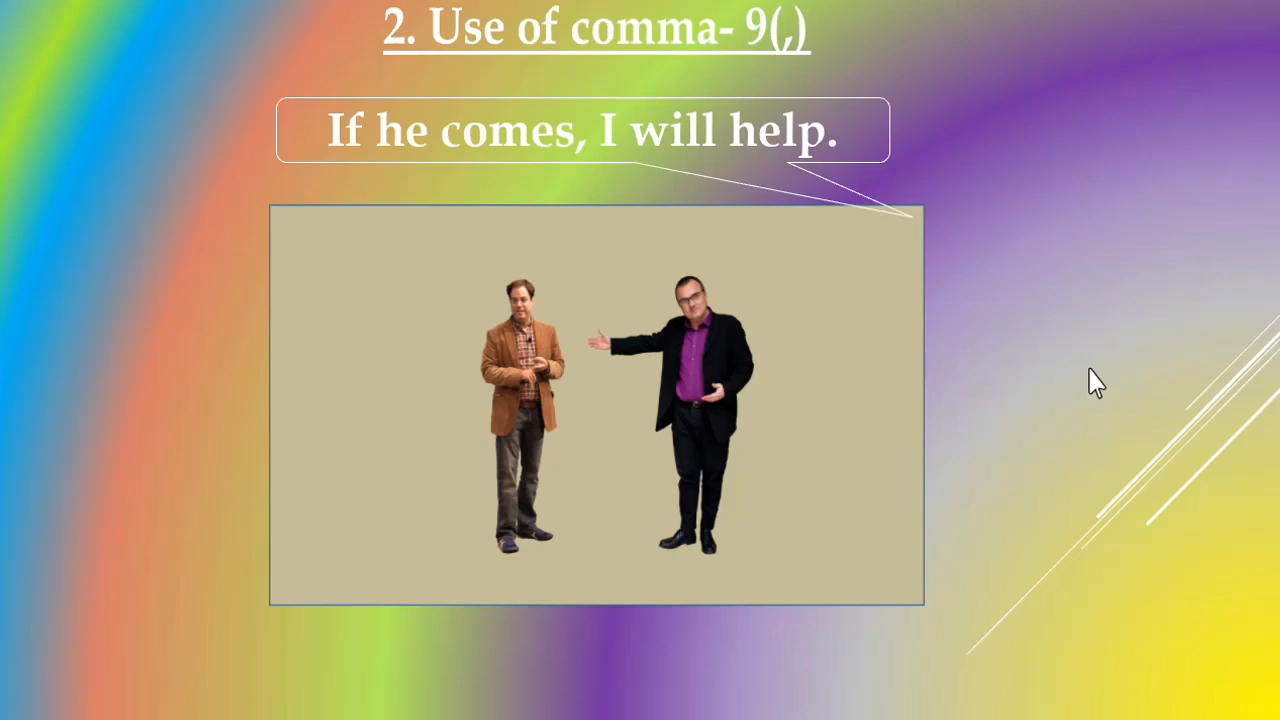 2. Use of comma- 9(,)
If he comes, I will help.